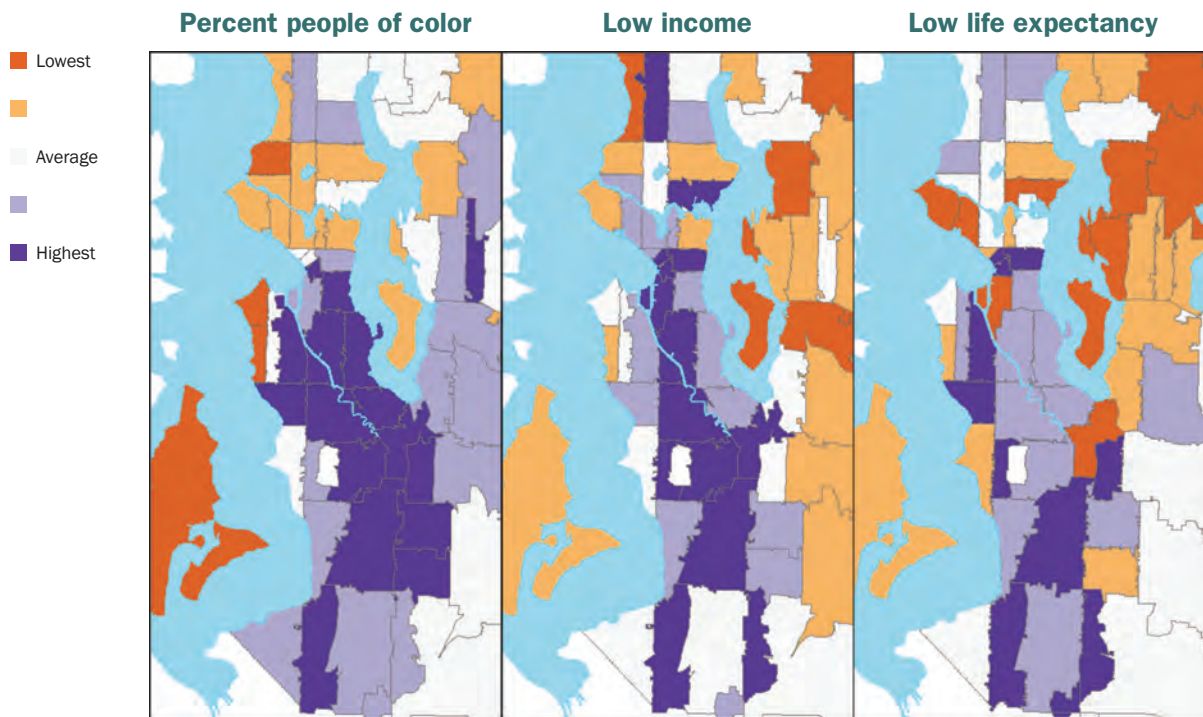 Percent people of color
Low income
Low life expectancy
Lowest
Average
Highest